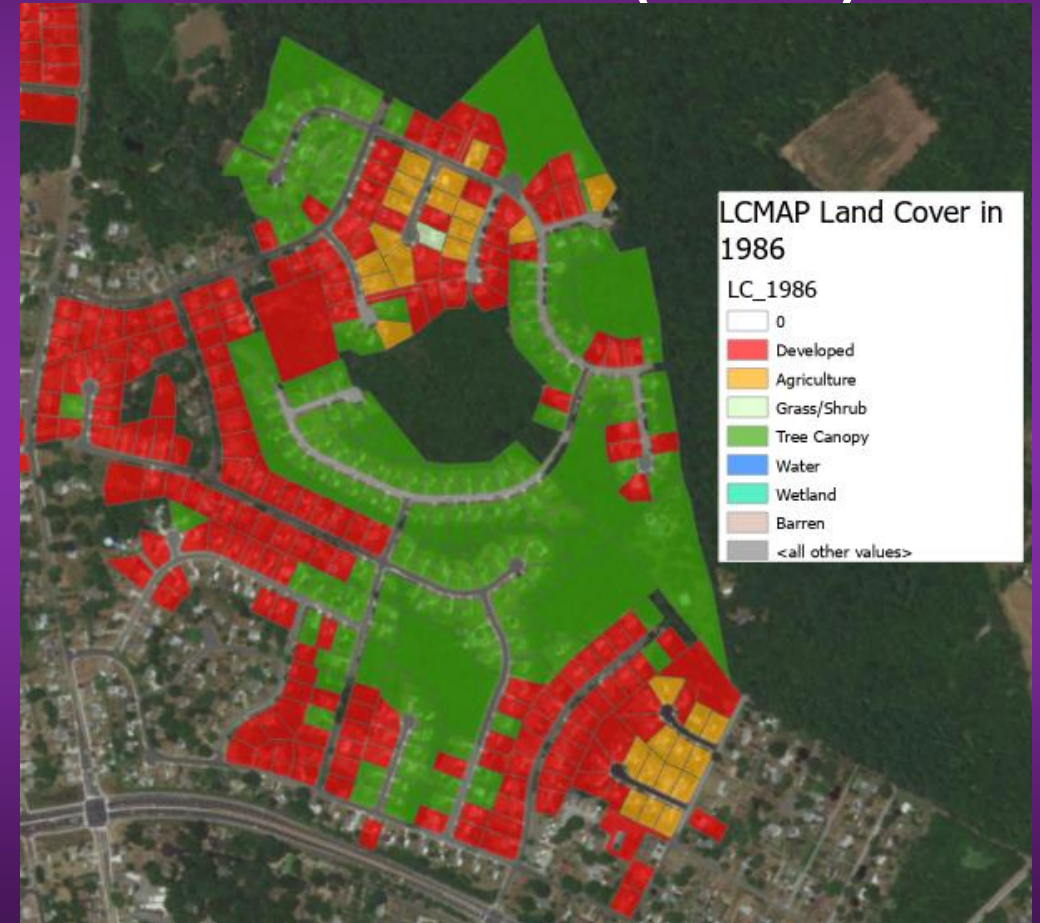 LCMAP Land Cover in
1986
LC_1986
0
Developed
Agriculture
Grass/Shrub
Tree Canopy
Water
Wetland
Barren
<all other values>